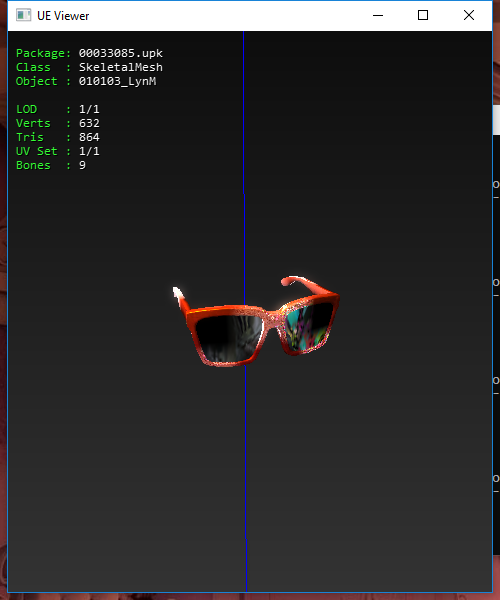 UE Viewer
Package: 00033085.upk
Class : SkeletalMesh
Object : 010103_LynM
LOD : 1/1
Verts : 632
Tris : 864
UV Set : 1/1
Bones : 9